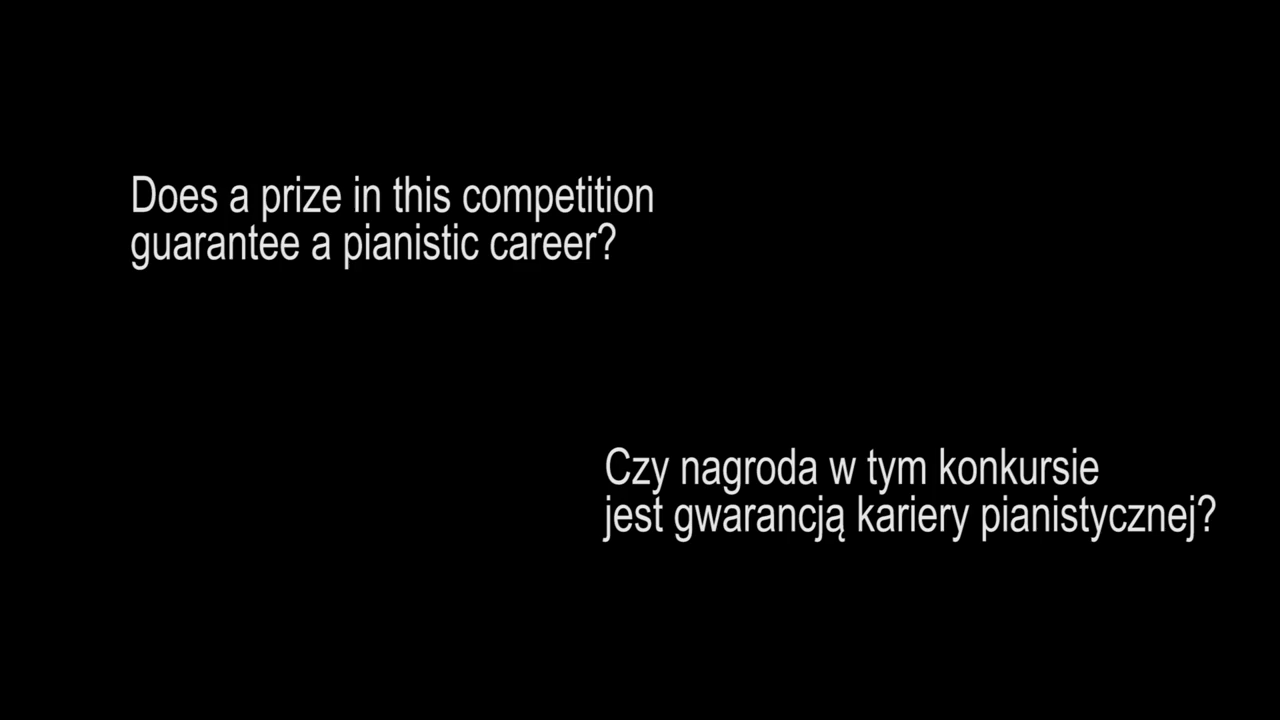 Does a prize in this competition
guarantee a pianistic career?
Czy nagroda w tym konkursie
jest gwarancją kariery pianistycznej?